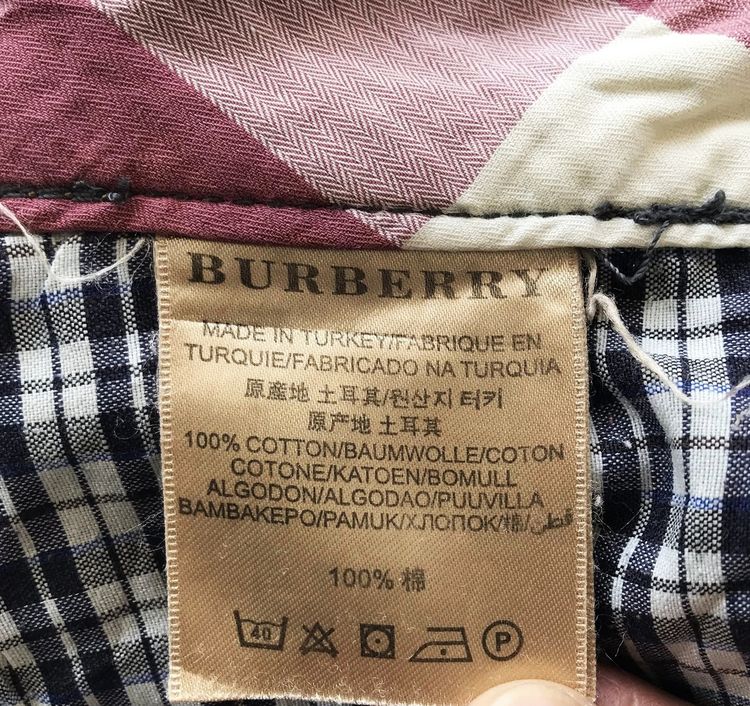 BURBERRY
MADE IN TURKEY/FABRIQUE EN
TURQUIE/FABRICADO NA TURQUIA
原產地 土耳其/원산지 터키
原产地 土耳其
100% COTTON/BAUMWOLLE/COTON
COTONE/KATOEN/BOMULL
ALGODON/ALGODAO/PUUVILLA
BAMBAKEPO/PAMUK/ХЛОПОК/棉/قطن
100% 棉
40 P